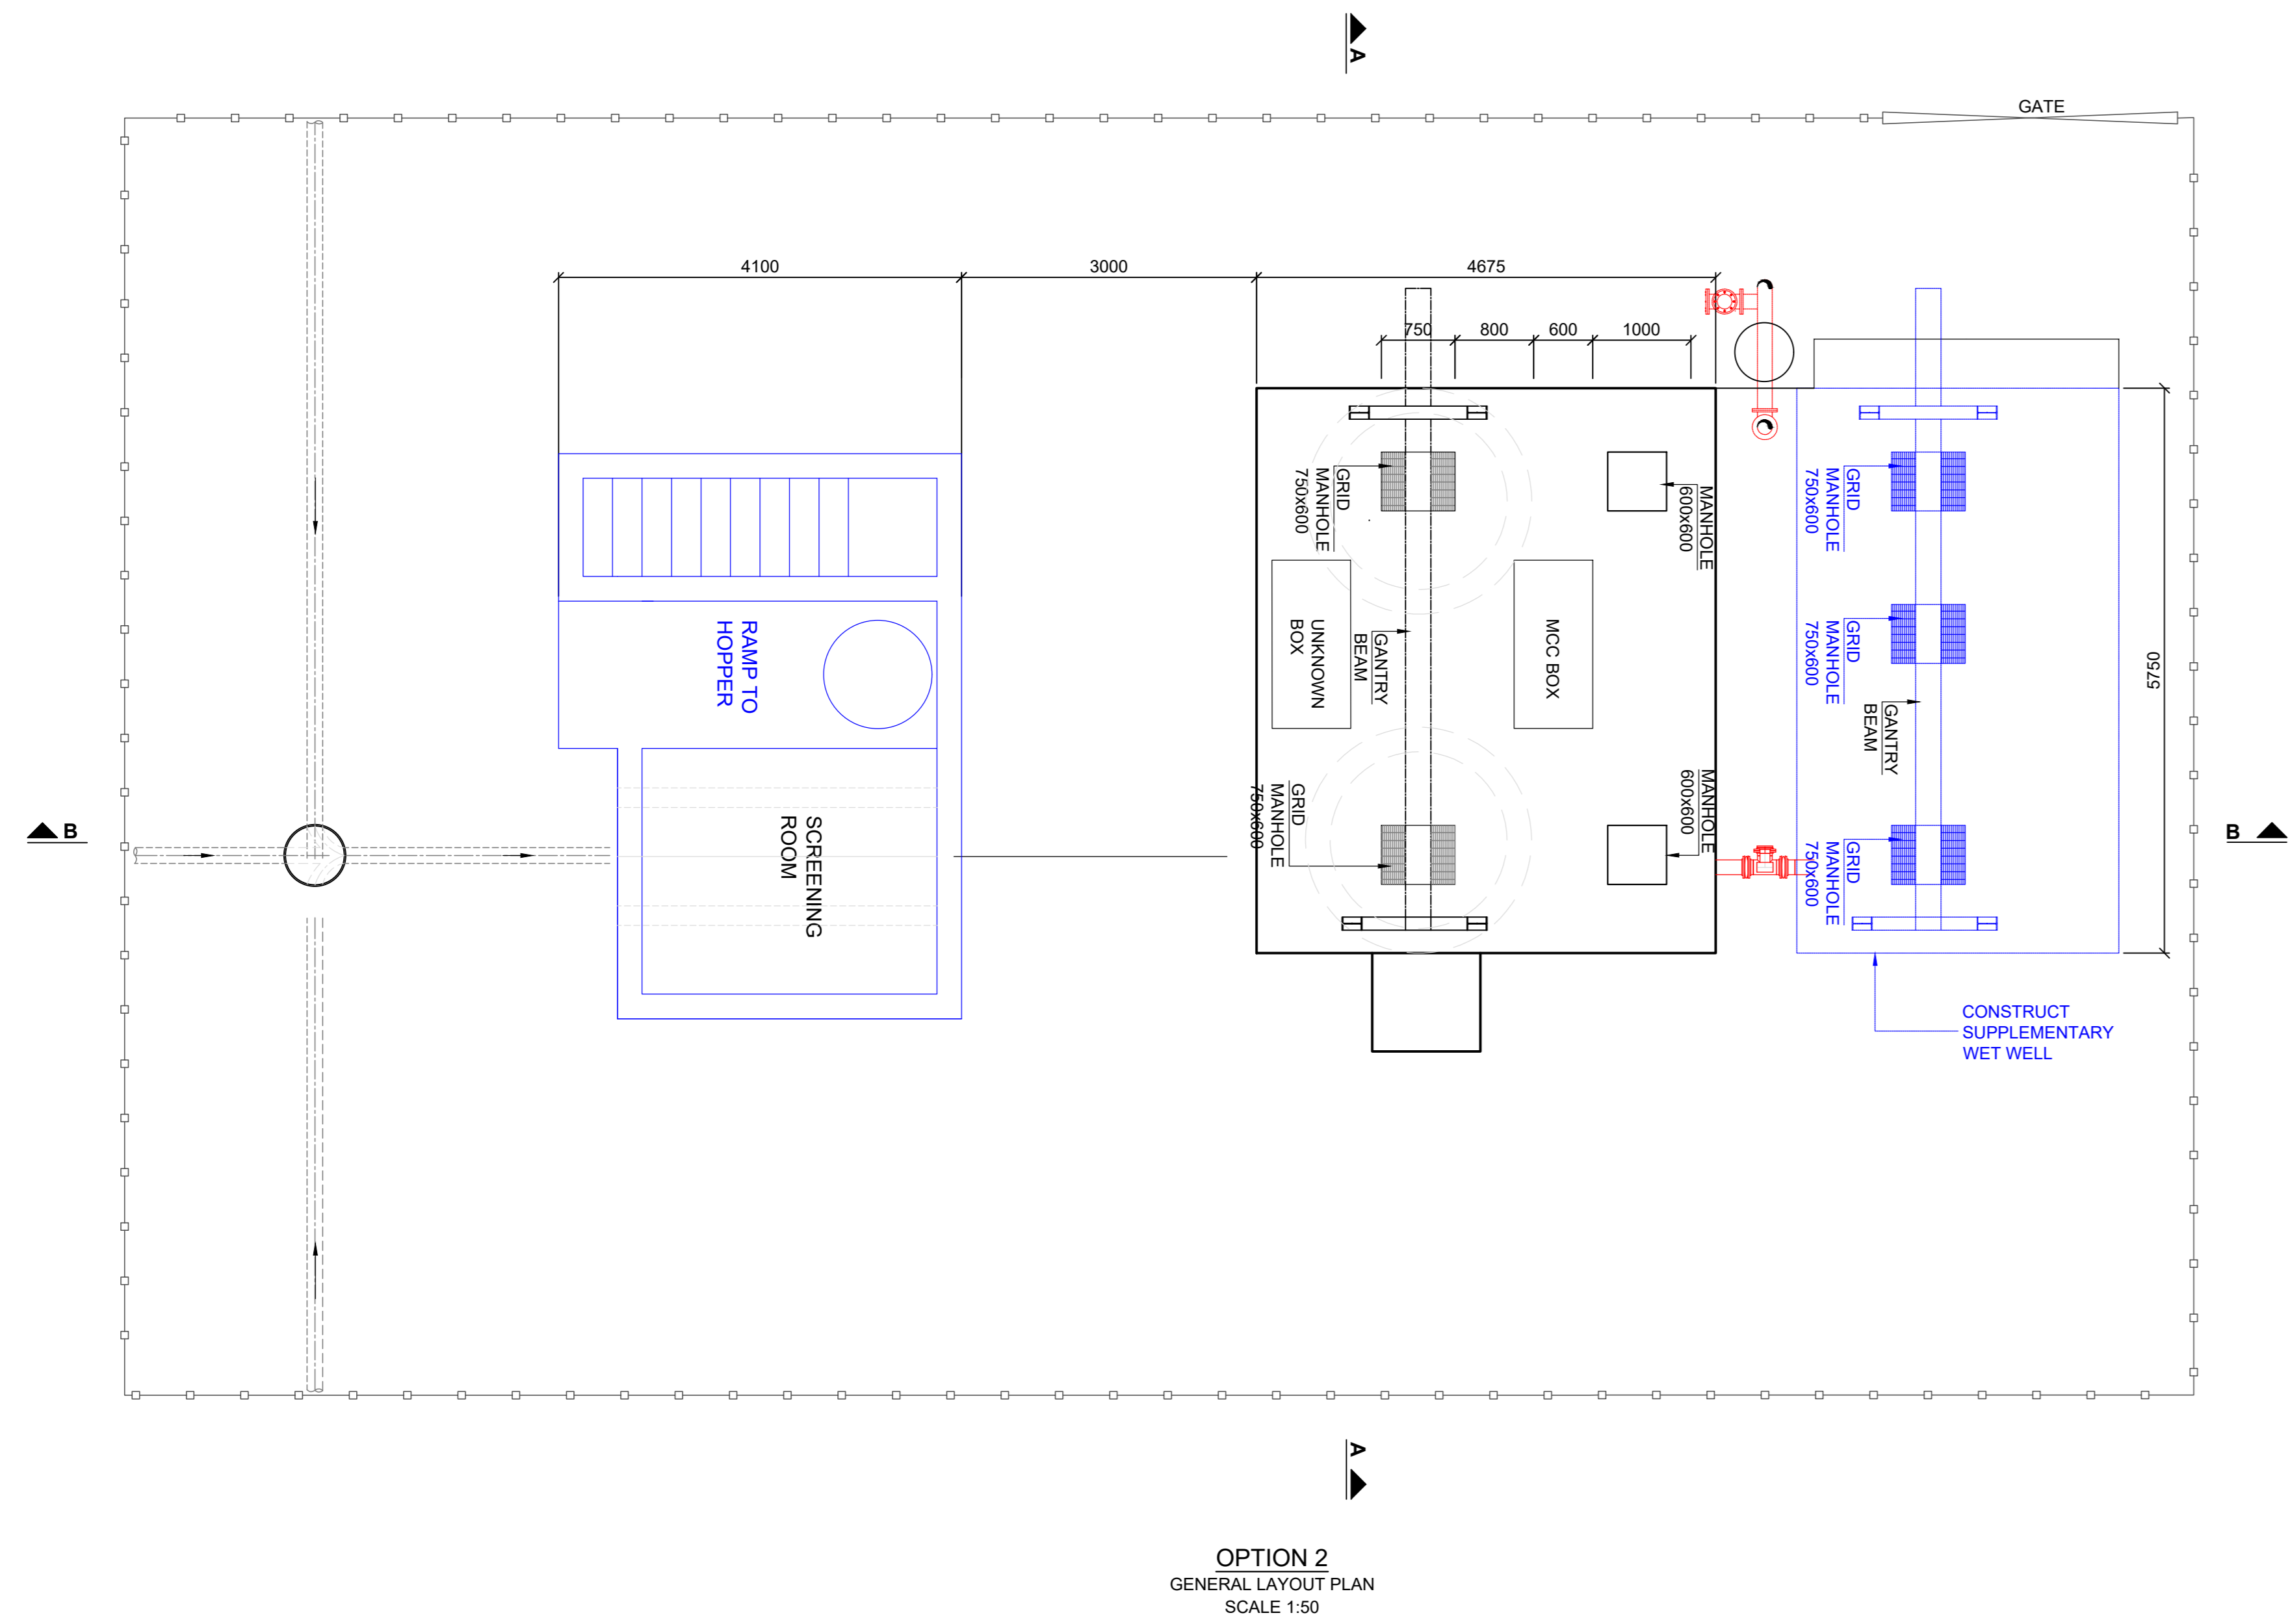 A
GATE
4100
3000
4675
750
800
600
1000
GRID
MANHOLE
750x600
MANHOLE
600x600
GRID
MANHOLE
750x600
RAMP TO
HOPPER
UNKNOWN
BOX
GANTRY
BEAM
MCC BOX
GRID
MANHOLE
750x600
5750
GANTRY
BEAM
B
SCREENING
ROOM
GRID
MANHOLE
750x600
MANHOLE
600x600
GRID
MANHOLE
750x600
B
CONSTRUCT
SUPPLEMENTARY
WET WELL
A
OPTION 2
GENERAL LAYOUT PLAN
SCALE 1:50